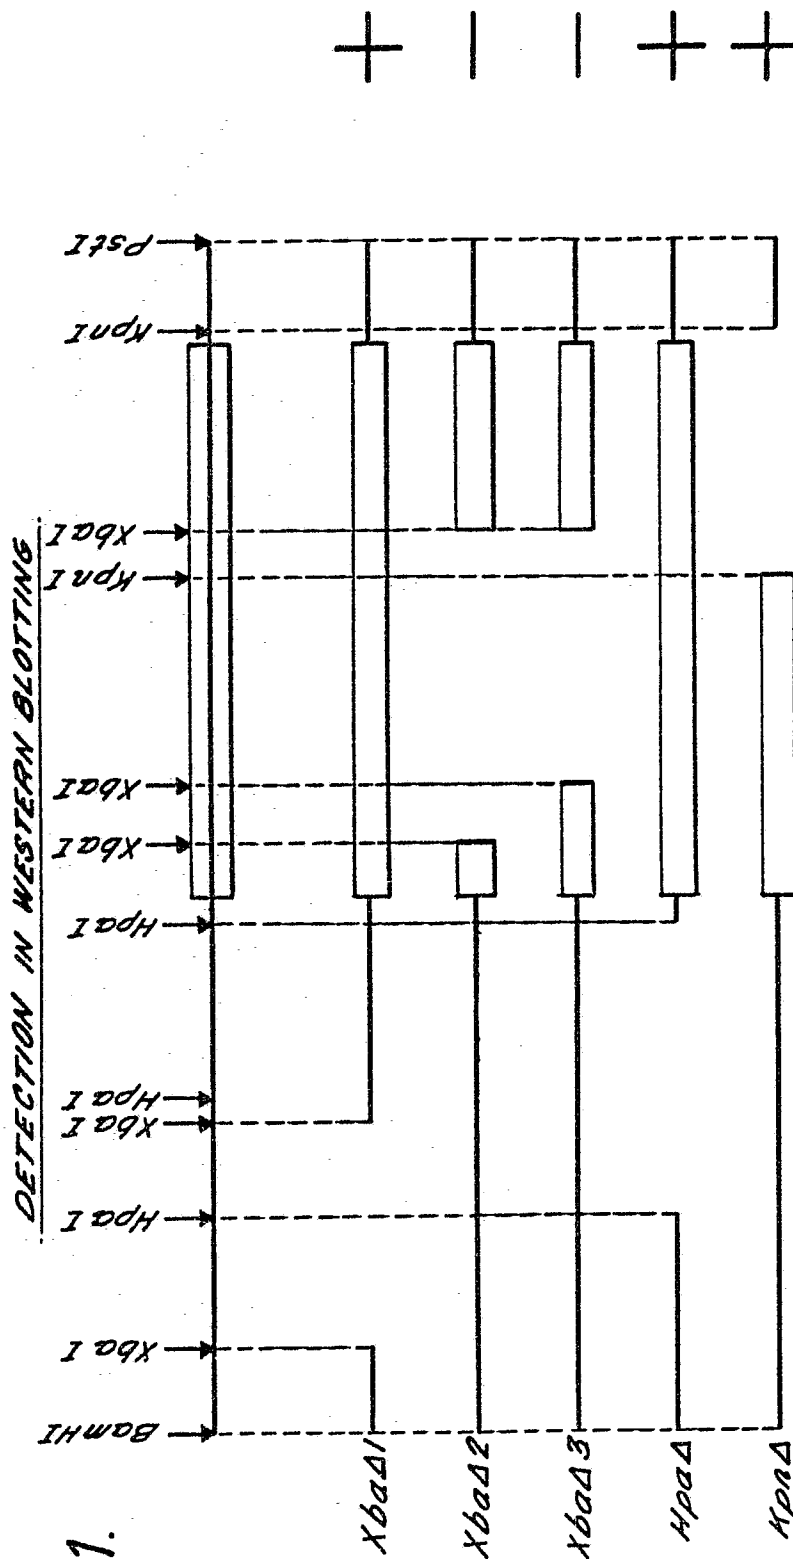 1.
DETECTION IN WESTERN BLOTTING
BamHI
XbaI
HpaI
XbaI
HpaI
HpaI
XbaI
XbaI
KpnI
XbaI
KpnI
PstI
XbaΔ1 +
XbaΔ2 –
XbaΔ3 –
HpaΔ +
KpnΔ +